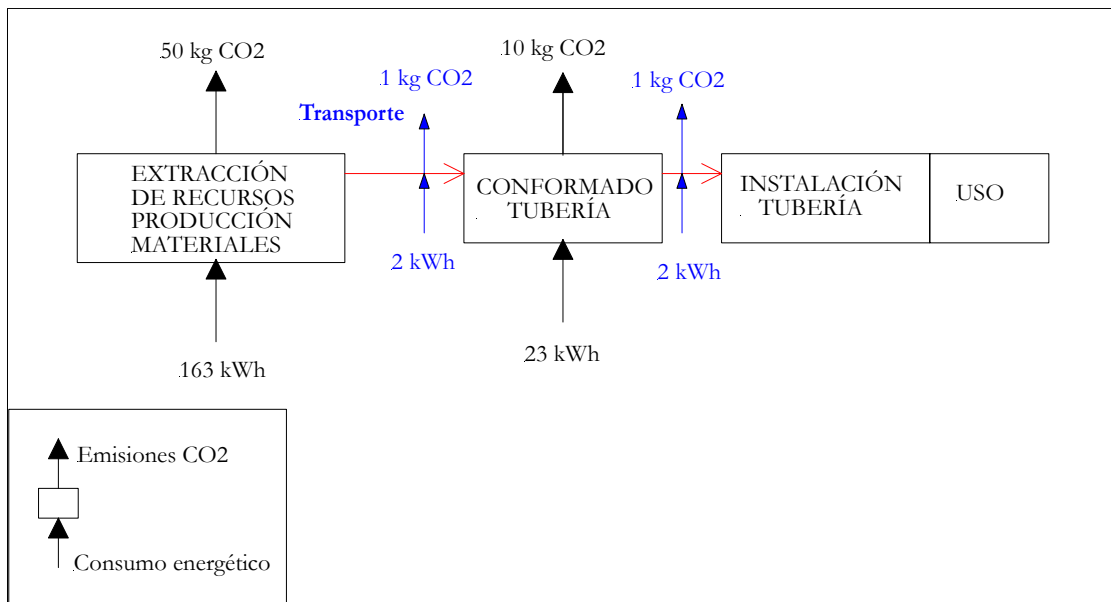 50 kg CO2
10 kg CO2
1 kg CO2
1 kg CO2
Transporte
EXTRACCIÓN
DE RECURSOS
PRODUCCIÓN
MATERIALES
CONFORMADO
TUBERÍA
INSTALACIÓN
TUBERÍA
USO
2 kWh
2 kWh
163 kWh
23 kWh
Emisiones CO2
Consumo energético